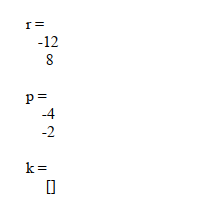 r =
-12
8
p =
-4
-2
k =
[]